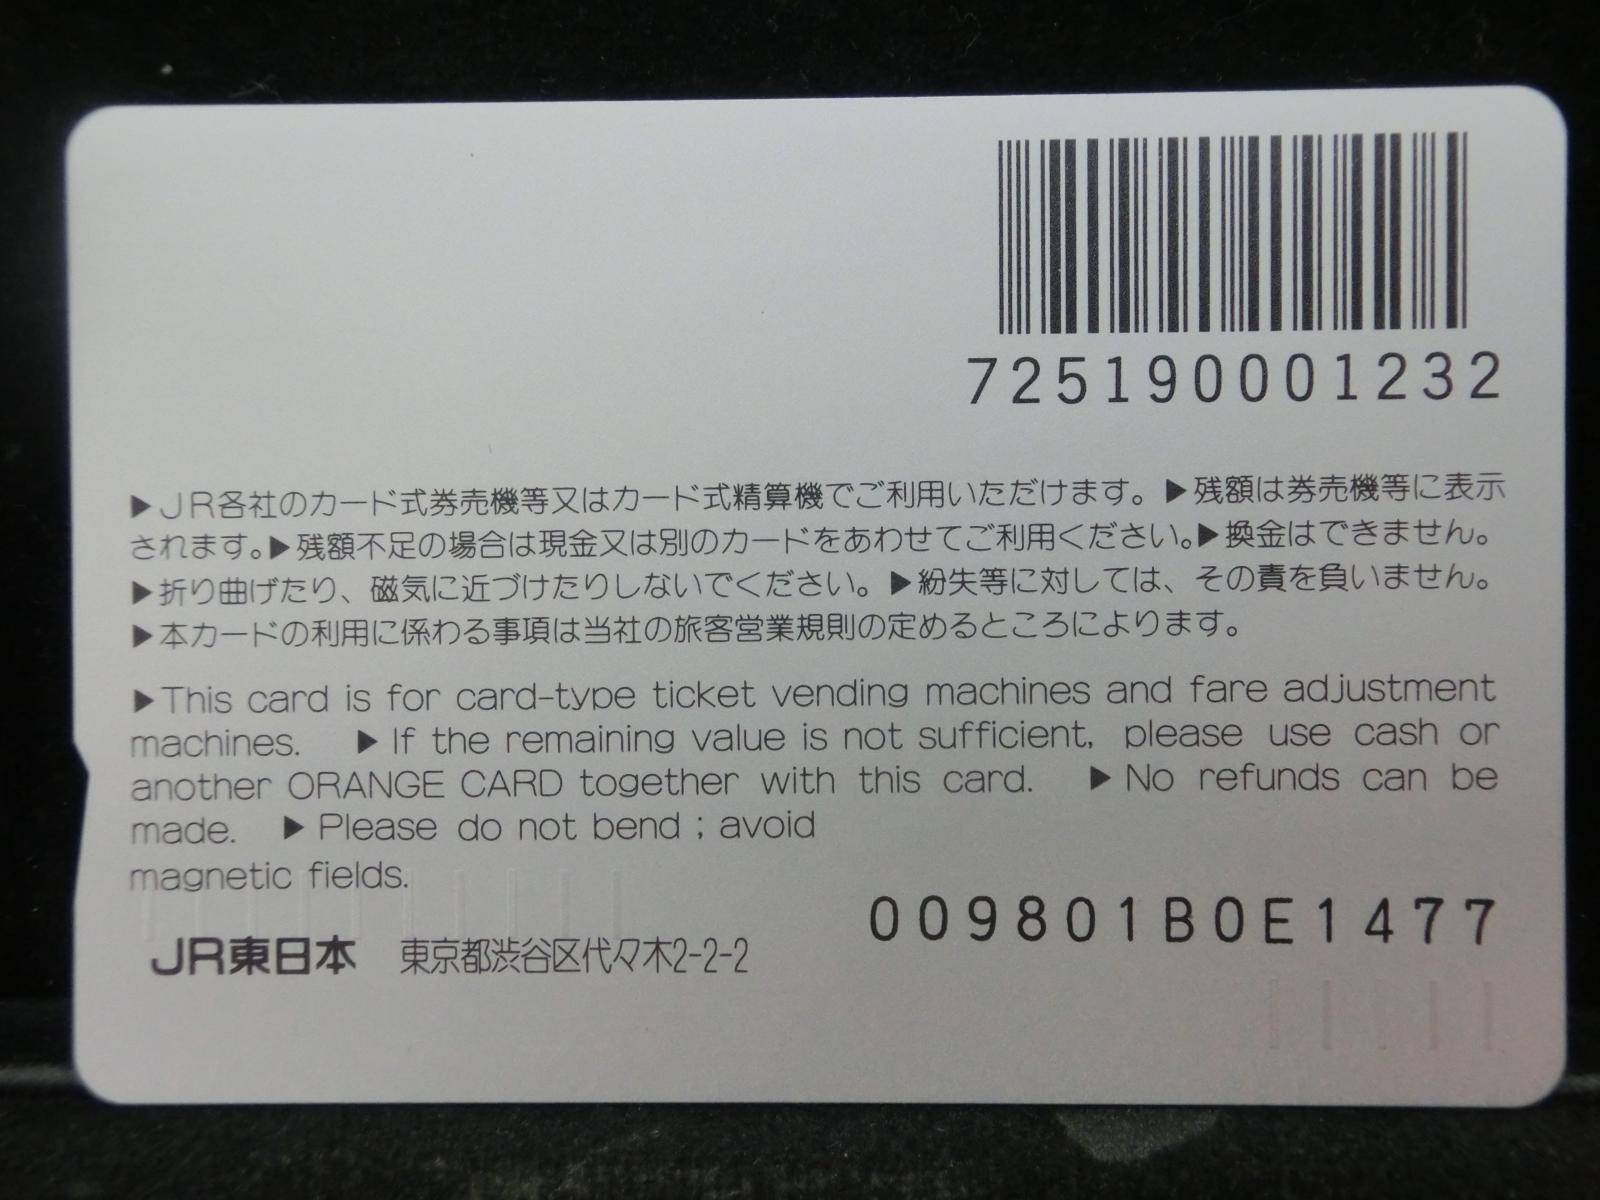 725190001232
▶JR各社のカード式券売機等又はカード式精算機でご利用いただけます。▶残額は券売機等に表示
されます。▶残額不足の場合は現金又は別のカードをあわせてご利用ください。▶換金はできません。
▶折り曲げたり、磁気に近づけたりしないでください。▶紛失等に対しては、その責を負いません。
▶本カードの利用に係わる事項は当社の旅客営業規則の定めるところによります。
▶This card is for card-type ticket vending machines and fare adjustment
machines. ▶If the remaining value is not sufficient, please use cash or
another ORANGE CARD together with this card. ▶No refunds can be
made. ▶Please do not bend ; avoid
magnetic fields.
009801B0E1477
JR東日本 東京都渋谷区代々木2-2-2